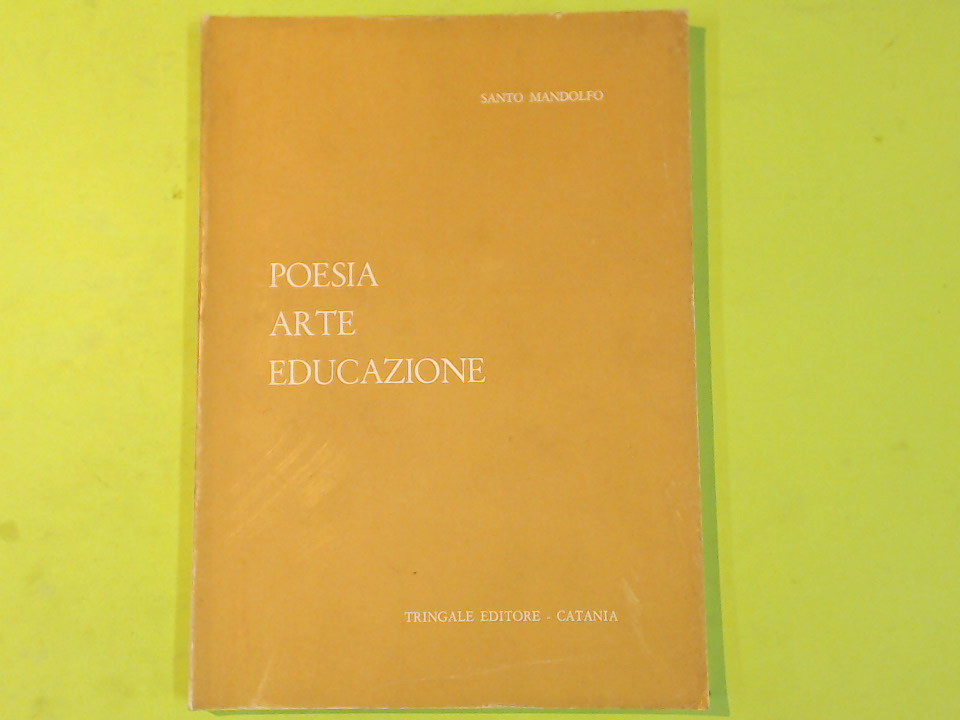 SANTO MANDOLFO
POESIA
ARTE
EDUCAZIONE
TRINGALE EDITORE - CATANIA